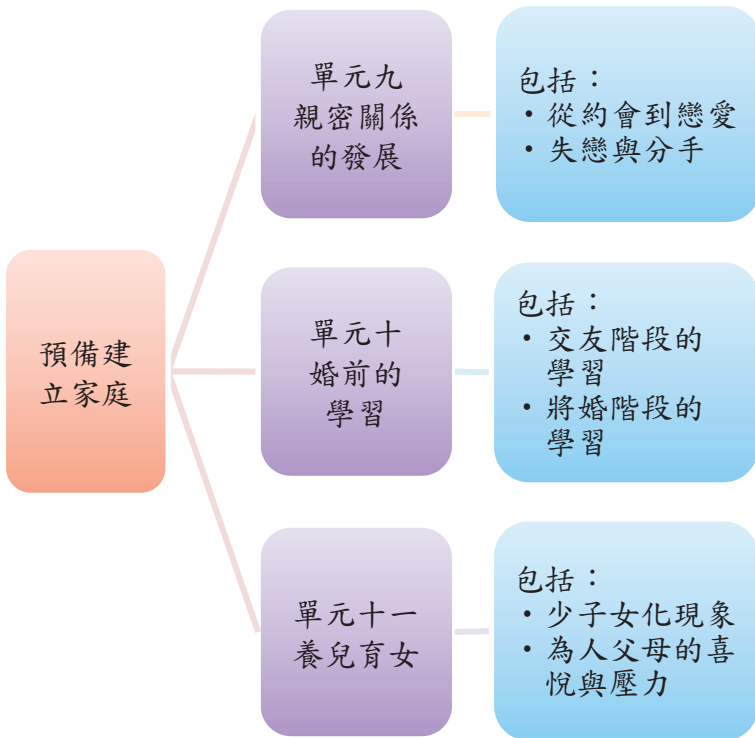 預備建
立家庭
單元九
親密關係
的發展
包括：
・從約會到戀愛
・失戀與分手
單元十
婚前的
學習
包括：
・交友階段的
學習
・將婚階段的
學習
單元十一
養兒育女
包括：
・少子女化現象
・為人父母的喜
悅與壓力